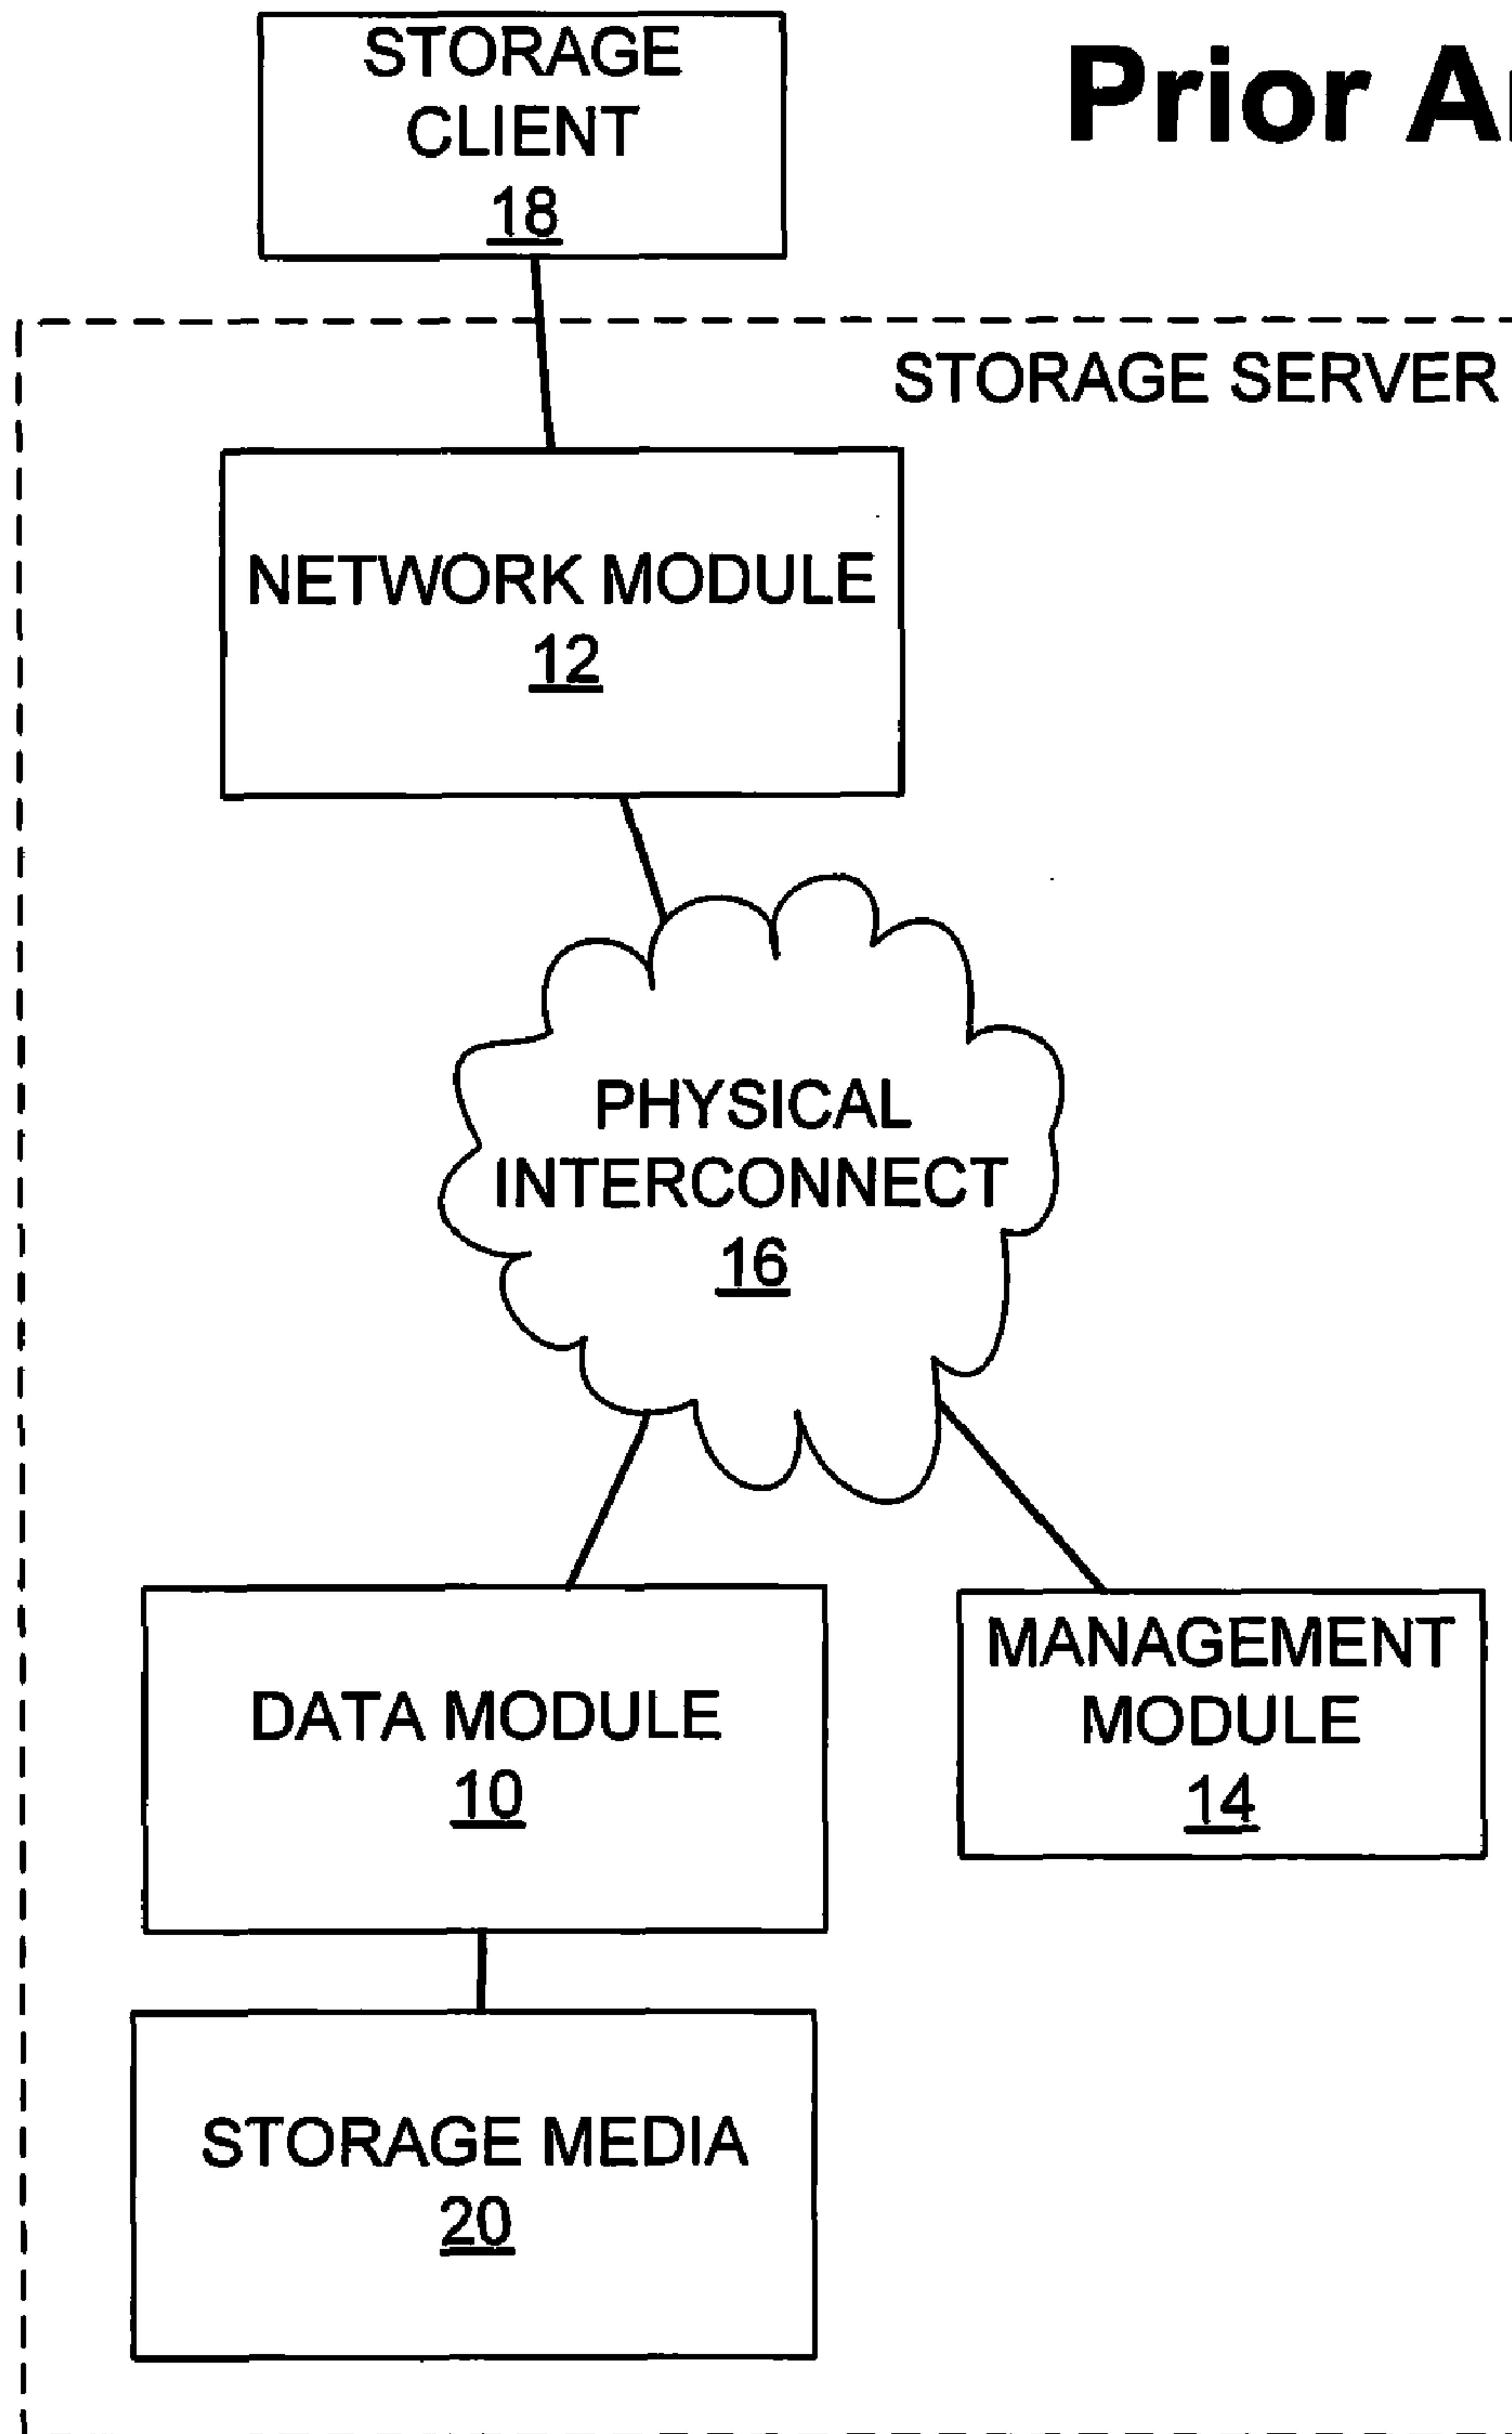 STORAGE
CLIENT
18
Prior
STORAGE SERVER
NETWORK MODULE
12
PHYSICAL
INTERCONNECT
16
DATA MODULE
10
MANAGEMENT
MODULE
14
STORAGE MEDIA
20